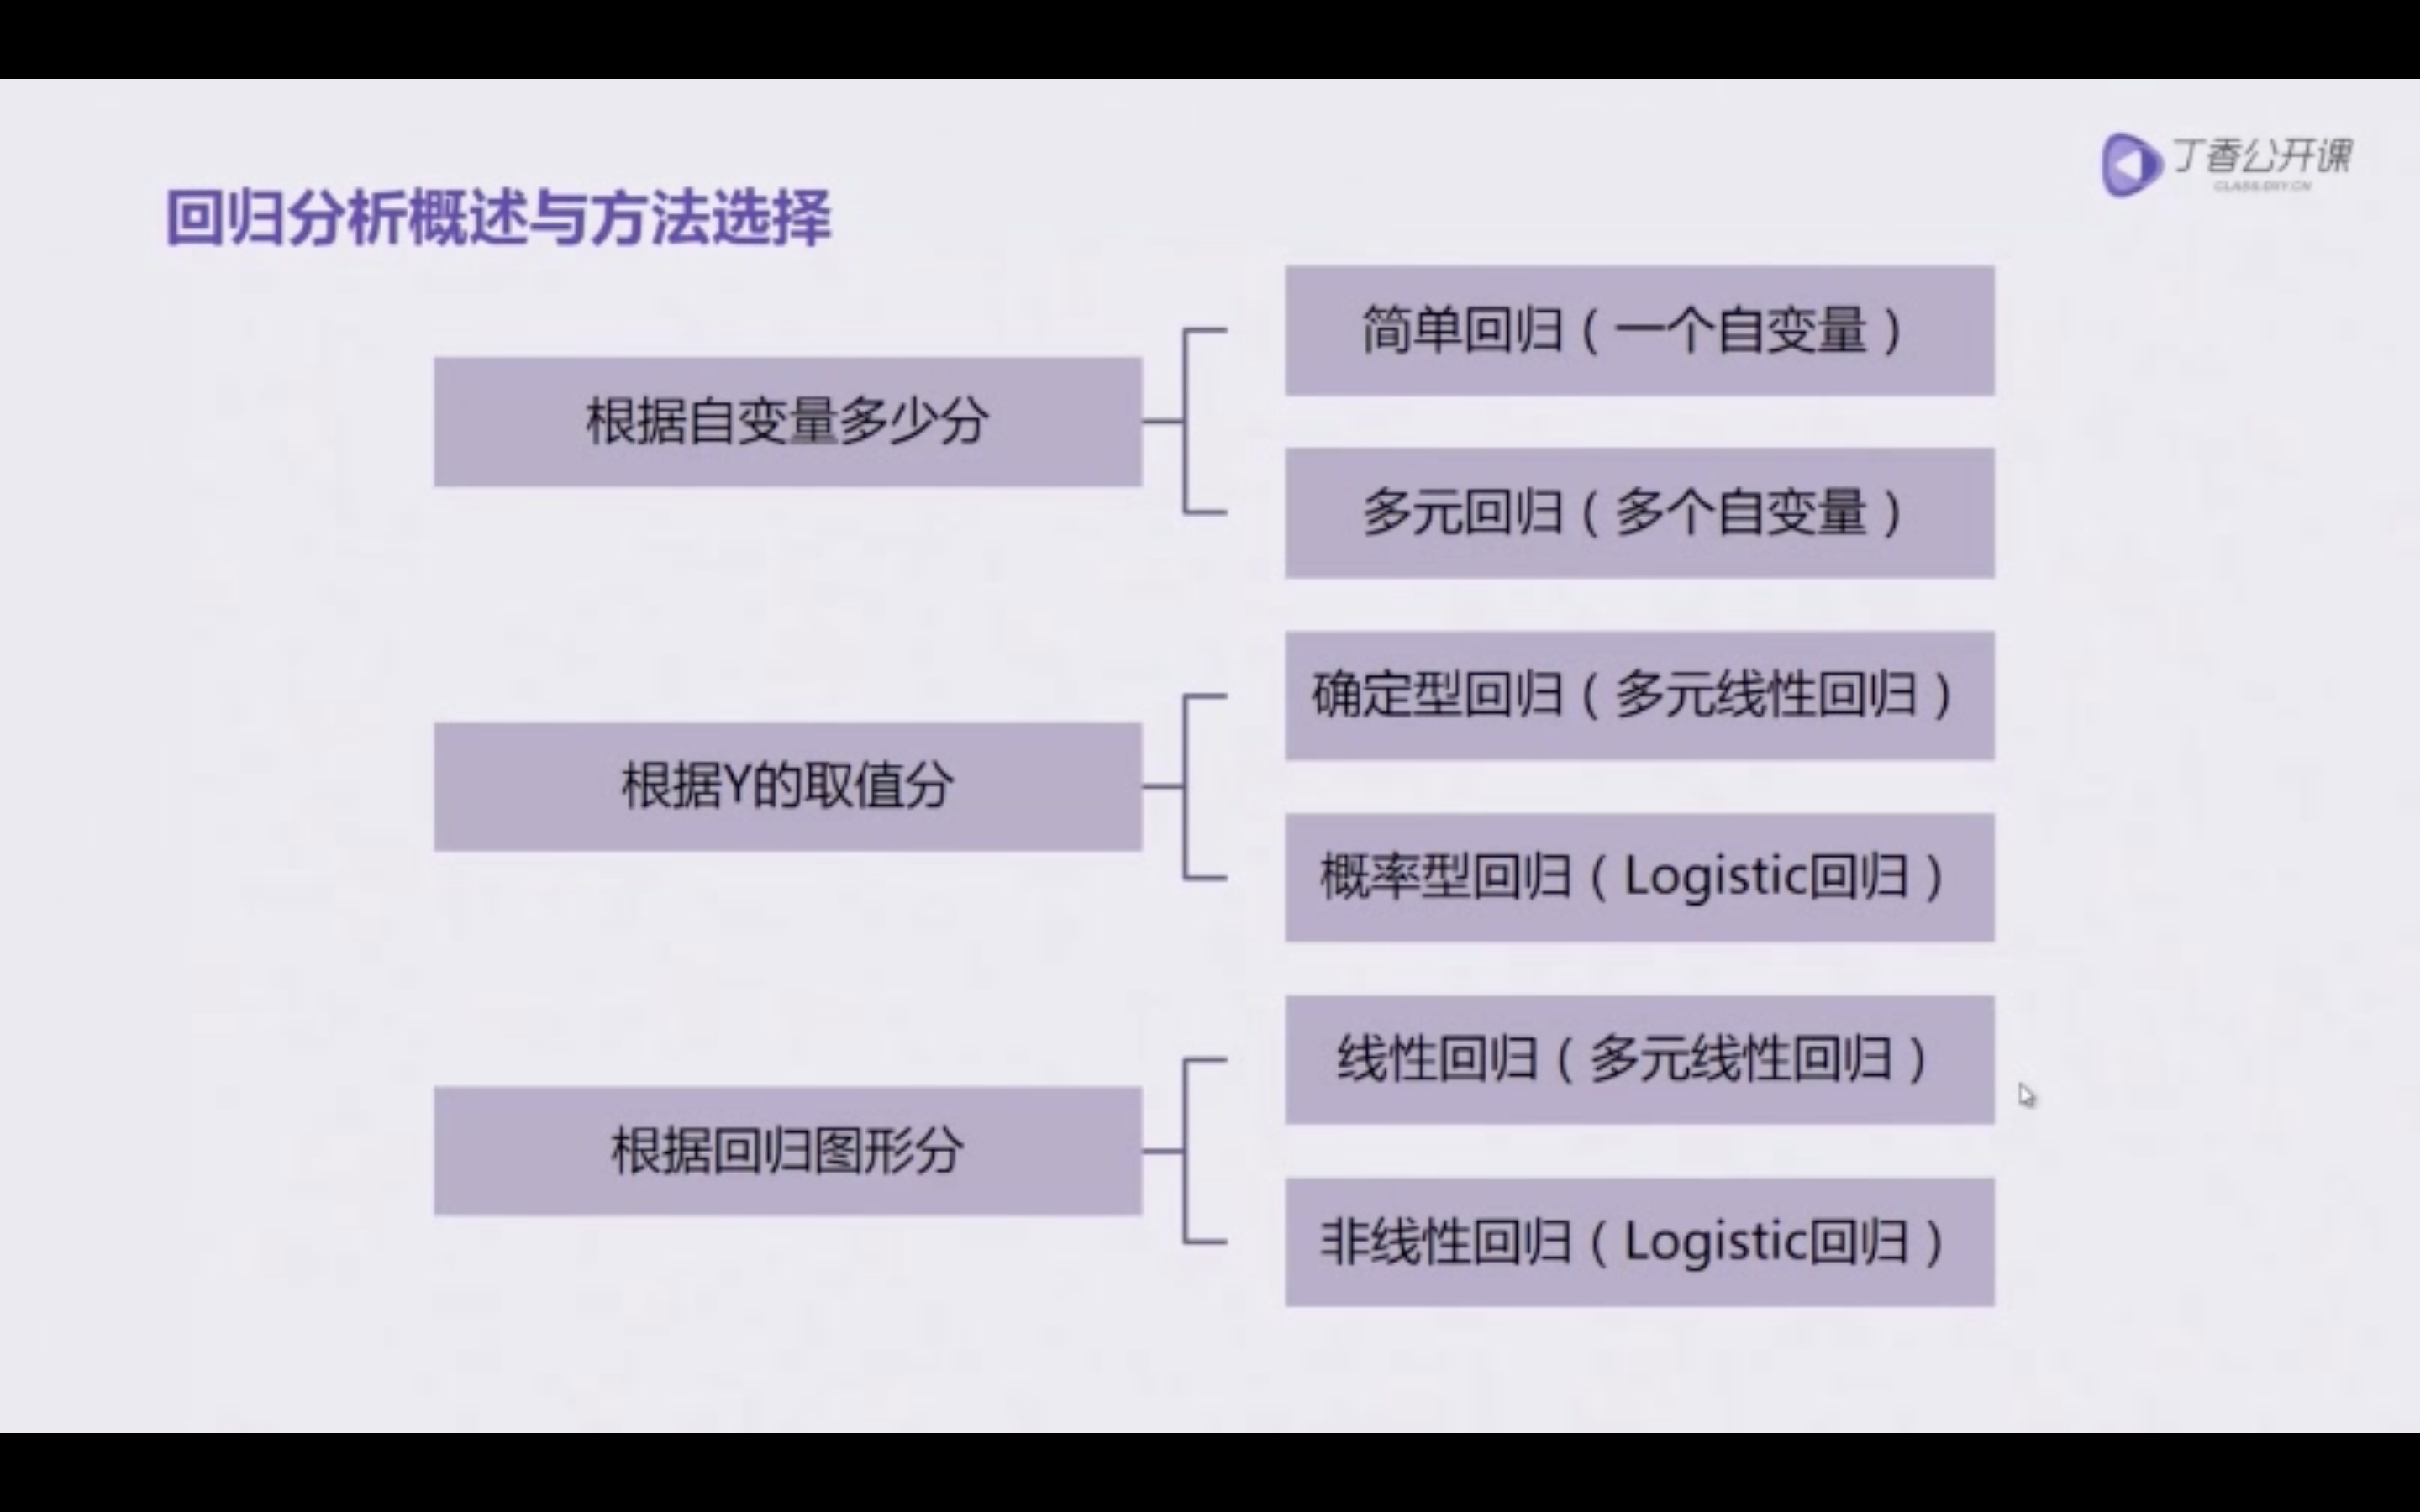 丁香公开课
回归分析概述与方法选择
根据自变量多少分
简单回归（一个自变量）
多元回归（多个自变量）
根据Y的取值分
确定型回归（多元线性回归）
概率型回归（Logistic回归）
根据回归图形分
线性回归（多元线性回归）
非线性回归（Logistic回归）